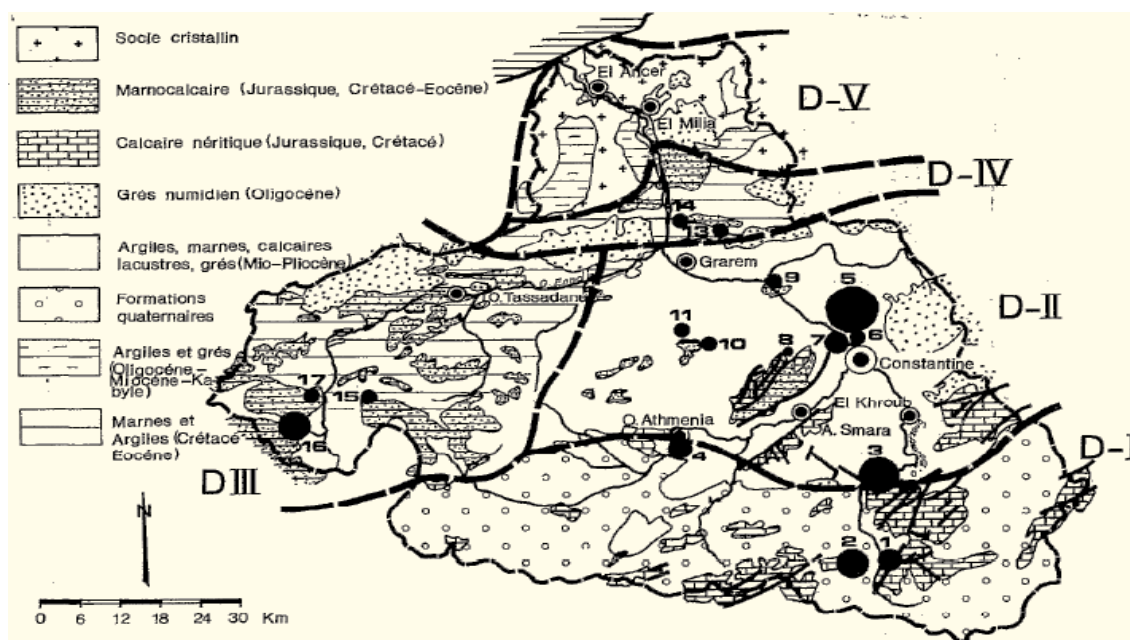 Socle cristallin
Marnocalcaire (Jurassique, Crétacé-Eocène)
Calcaire néritique (Jurassique, Crétacé)
Grés numidien (Oligocène)
Argiles, marnes, calcaires
lacustres, grés (Mio-Pliocène)
Formations
quaternaires
Argiles et grés
(Oligocène -
Miocène-Ka-
byle)
Marnes et
Argiles (Crétacé
Eocéne)
N
0 6 12 18 24 30 Km
El Ancer
D-V
El Milia
D-IV
14
13
Grarem
9
5
O. Tassadane
D-II
11
10
8
7
6
Constantine
17
15
El Khroub
O. Athmenia
A. Smara
16
4
3
D-I
D III
2
1